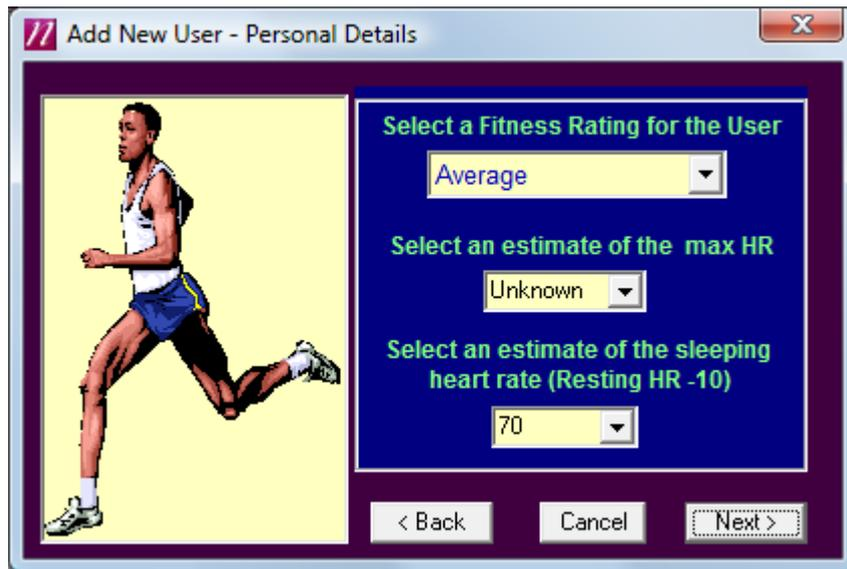 Add New User - Personal Details
Select a Fitness Rating for the User
Average
Select an estimate of the max HR
Unknown
Select an estimate of the sleeping
heart rate (Resting HR -10)
70
< Back Cancel Next >